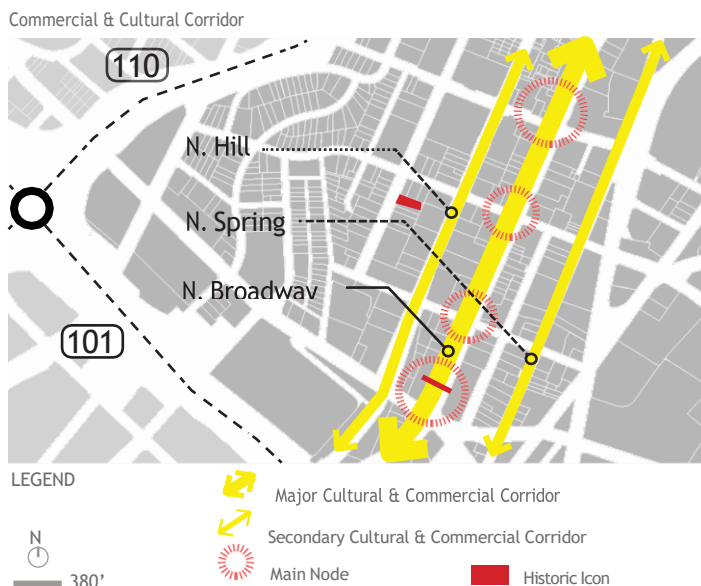 Commercial & Cultural Corridor
110
N. Hill
N. Spring
N. Broadway
101
LEGEND
Major Cultural & Commercial Corridor
Secondary Cultural & Commercial Corridor
N
Main Node
Historic Icon
380’